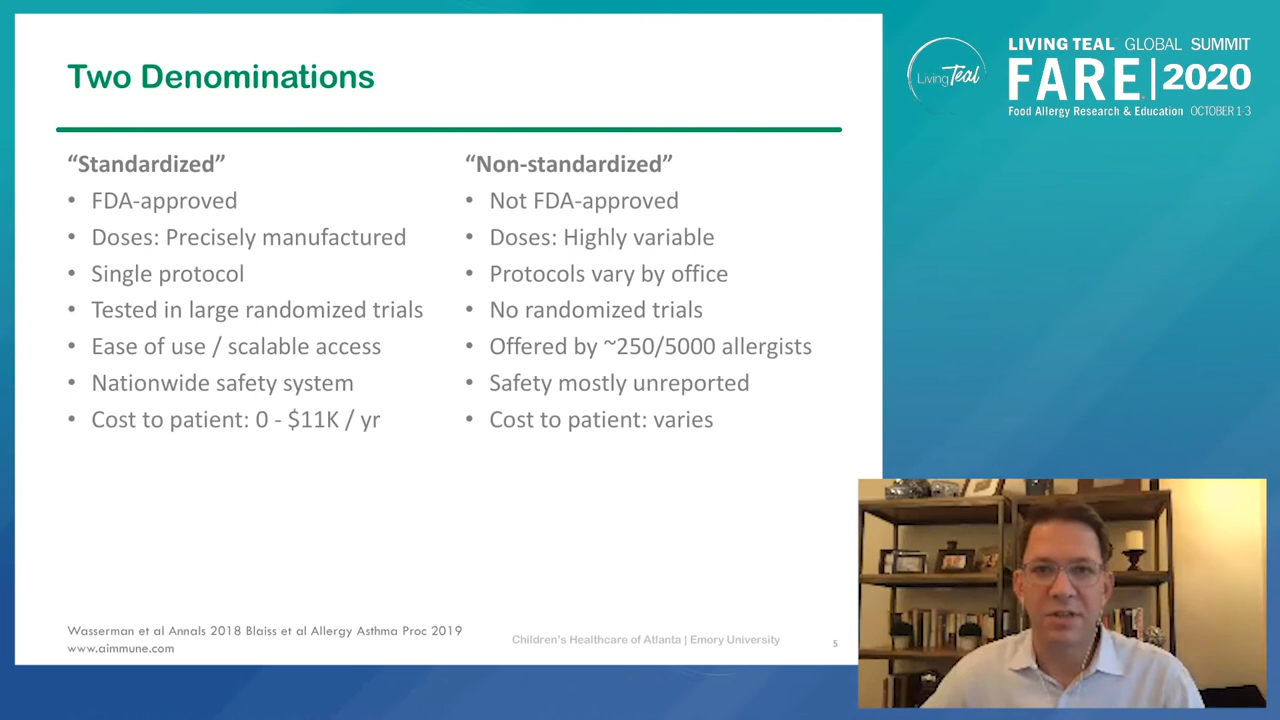 Two Denominations
“Standardized”
• FDA-approved
• Doses: Precisely manufactured
• Single protocol
• Tested in large randomized trials
• Ease of use / scalable access
• Nationwide safety system
• Cost to patient: 0 - $11K / yr
“Non-standardized”
• Not FDA-approved
• Doses: Highly variable
• Protocols vary by office
• No randomized trials
• Offered by ~250/5000 allergists
• Safety mostly unreported
• Cost to patient: varies
Wasserman et al Annals 2018 Blaiss et al Allergy Asthma Proc 2019
www.aimmune.com
Children’s Healthcare of Atlanta | Emory University
5
Living Teal
LIVING TEAL GLOBAL SUMMIT
FARE | 2020
Food Allergy Research & Education OCTOBER 1-3